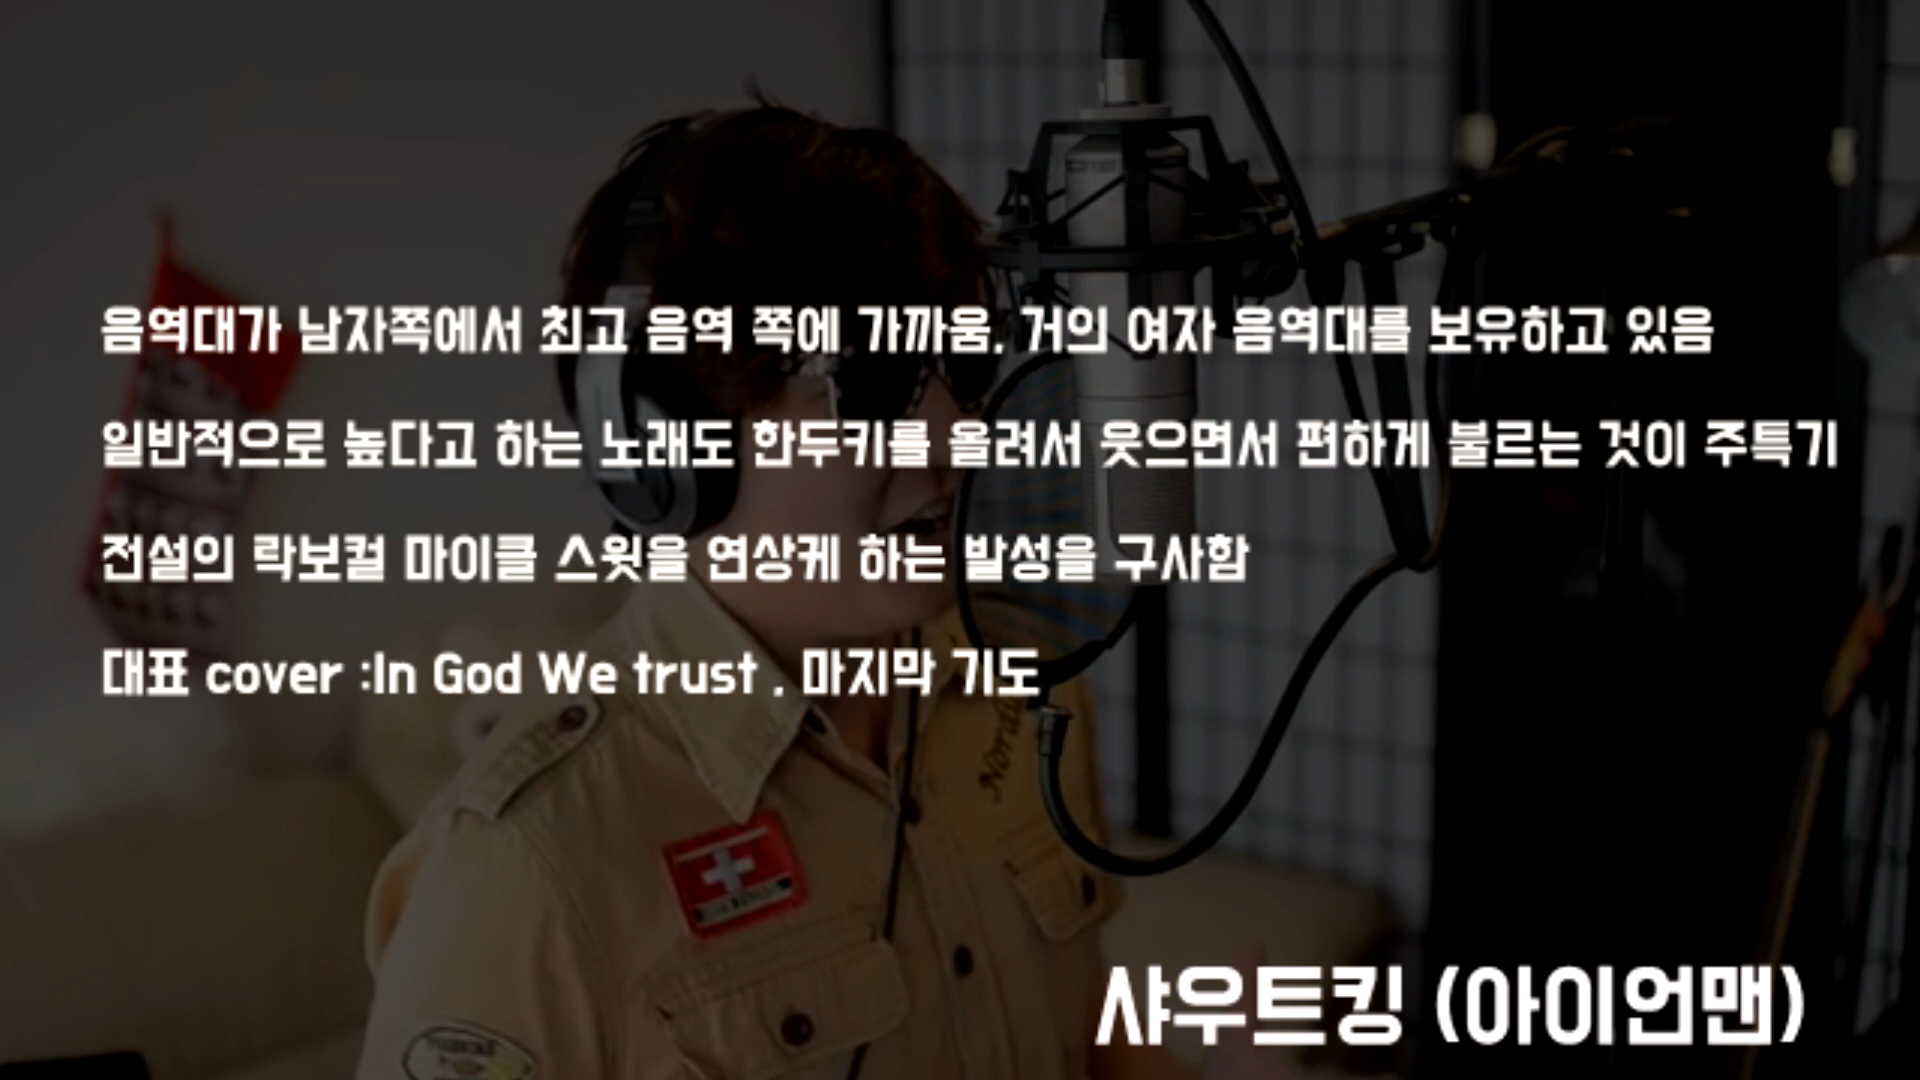 음역대가 남자쪽에서 최고 음역 쪽에 가까움, 거의 여자 음역대를 보유하고 있음
일반적으로 높다고 하는 노래도 한두키를 올려서 웃으면서 편하게 불르는 것이 주특기
전설의 락보컬 마이클 스윗을 연상케 하는 발성을 구사함
대표 cover :In God We trust , 마지막 기도
샤우트킹 (아이언맨)